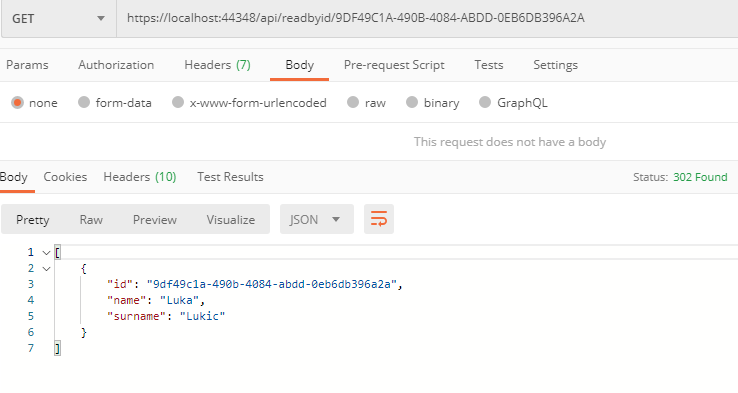 GET https://localhost:44348/api/readbyid/9DF49C1A-490B-4084-ABDD-0EB6DB396A2A
Params Authorization Headers (7) Body Pre-request Script Tests Settings
none form-data x-www-form-urlencoded raw binary GraphQL
This request does not have a body
Body Cookies Headers (10) Test Results Status: 302 Found
Pretty Raw Preview Visualize JSON
1 [
2 {
3 "id": "9df49c1a-490b-4084-abdd-0eb6db396a2a",
4 "name": "Luka",
5 "surname": "Lukic"
6 }
7 ]